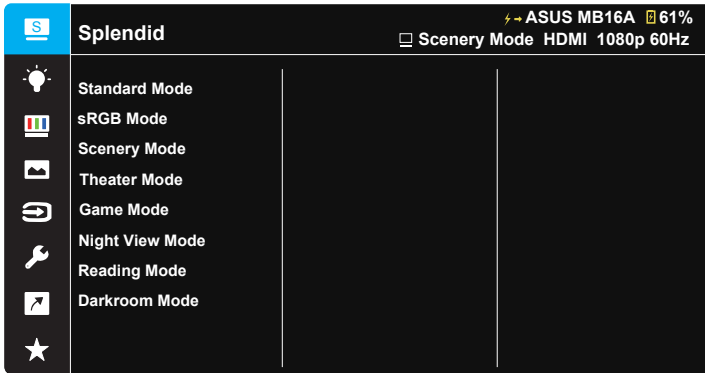 S
Splendid
ASUS MB16A 61%
Scenery Mode HDMI 1080p 60Hz
Standard Mode
sRGB Mode
Scenery Mode
Theater Mode
Game Mode
Night View Mode
Reading Mode
Darkroom Mode